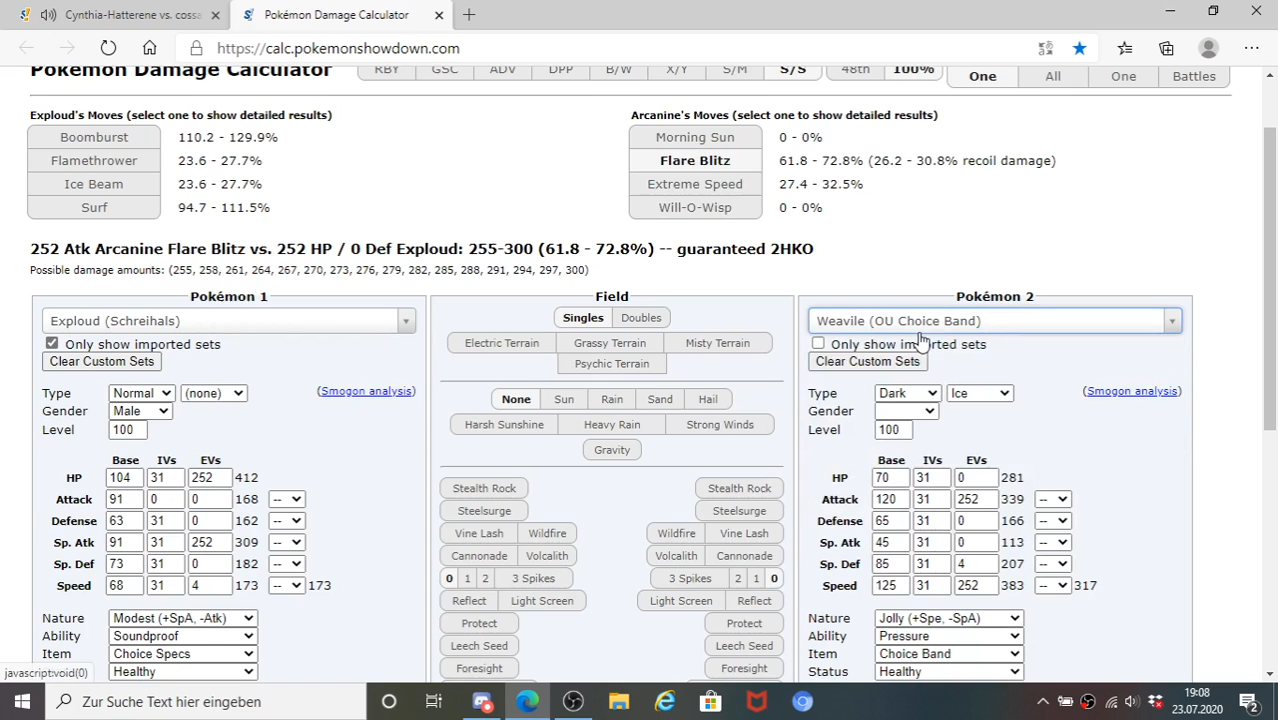 Cynthia-Hatterene vs. cossa
Pokémon Damage Calculator
https://calc.pokemonshowdown.com
Pokémon Damage Calculator
RBY GSC ADV DPP B/W X/Y S/M S/S 48th 100% One All One Battles
Exploud's Moves (select one to show detailed results)
Boomburst 110.2 - 129.9%
Flamethrower 23.6 - 27.7%
Ice Beam 23.6 - 27.7%
Surf 94.7 - 111.5%
Arcanine's Moves (select one to show detailed results)
Morning Sun 0 - 0%
Flare Blitz 61.8 - 72.8% (26.2 - 30.8% recoil damage)
Extreme Speed 27.4 - 32.5%
Will-O-Wisp 0 - 0%
252 Atk Arcanine Flare Blitz vs. 252 HP / 0 Def Exploud: 255-300 (61.8 - 72.8%) -- guaranteed 2HKO
Possible damage amounts: (255, 258, 261, 264, 267, 270, 273, 276, 279, 282, 285, 288, 291, 294, 297, 300)
Pokémon 1
Exploud (Schreihals)
Only show imported sets
Clear Custom Sets
Type Normal (none) (Smogon analysis)
Gender Male
Level 100
Base IVs EVs
HP 104 31 252 412
Attack 91 0 0 168 --
Defense 63 31 0 162 --
Sp. Atk 91 31 252 309 --
Sp. Def 73 31 0 182 --
Speed 68 31 4 173 -- 173
Nature Modest (+SpA, -Atk)
Ability Soundproof
Item Choice Specs
Status Healthy
Field
Singles Doubles
Electric Terrain Grassy Terrain Misty Terrain
Psychic Terrain
None Sun Rain Sand Hail
Harsh Sunshine Heavy Rain Strong Winds
Gravity
Stealth Rock Stealth Rock
Steelsurge Steelsurge
Vine Lash Wildfire Wildfire Vine Lash
Cannonade Volcalith Volcalith Cannonade
0 1 2 3 Spikes 3 Spikes 2 1 0
Reflect Light Screen Light Screen Reflect
Protect Protect
Leech Seed Leech Seed
Foresight Foresight
Pokémon 2
Weavile (OU Choice Band)
Only show imported sets
Clear Custom Sets
Type Dark Ice (Smogon analysis)
Gender
Level 100
Base IVs EVs
HP 70 31 0 281
Attack 120 31 252 339 --
Defense 65 31 0 166 --
Sp. Atk 45 31 0 113 --
Sp. Def 85 31 4 207 --
Speed 125 31 252 383 -- 317
Nature Jolly (+Spe, -SpA)
Ability Pressure
Item Choice Band
Status Healthy
javascript:void(0)
Zur Suche Text hier eingeben
19:08
23.07.2020
2